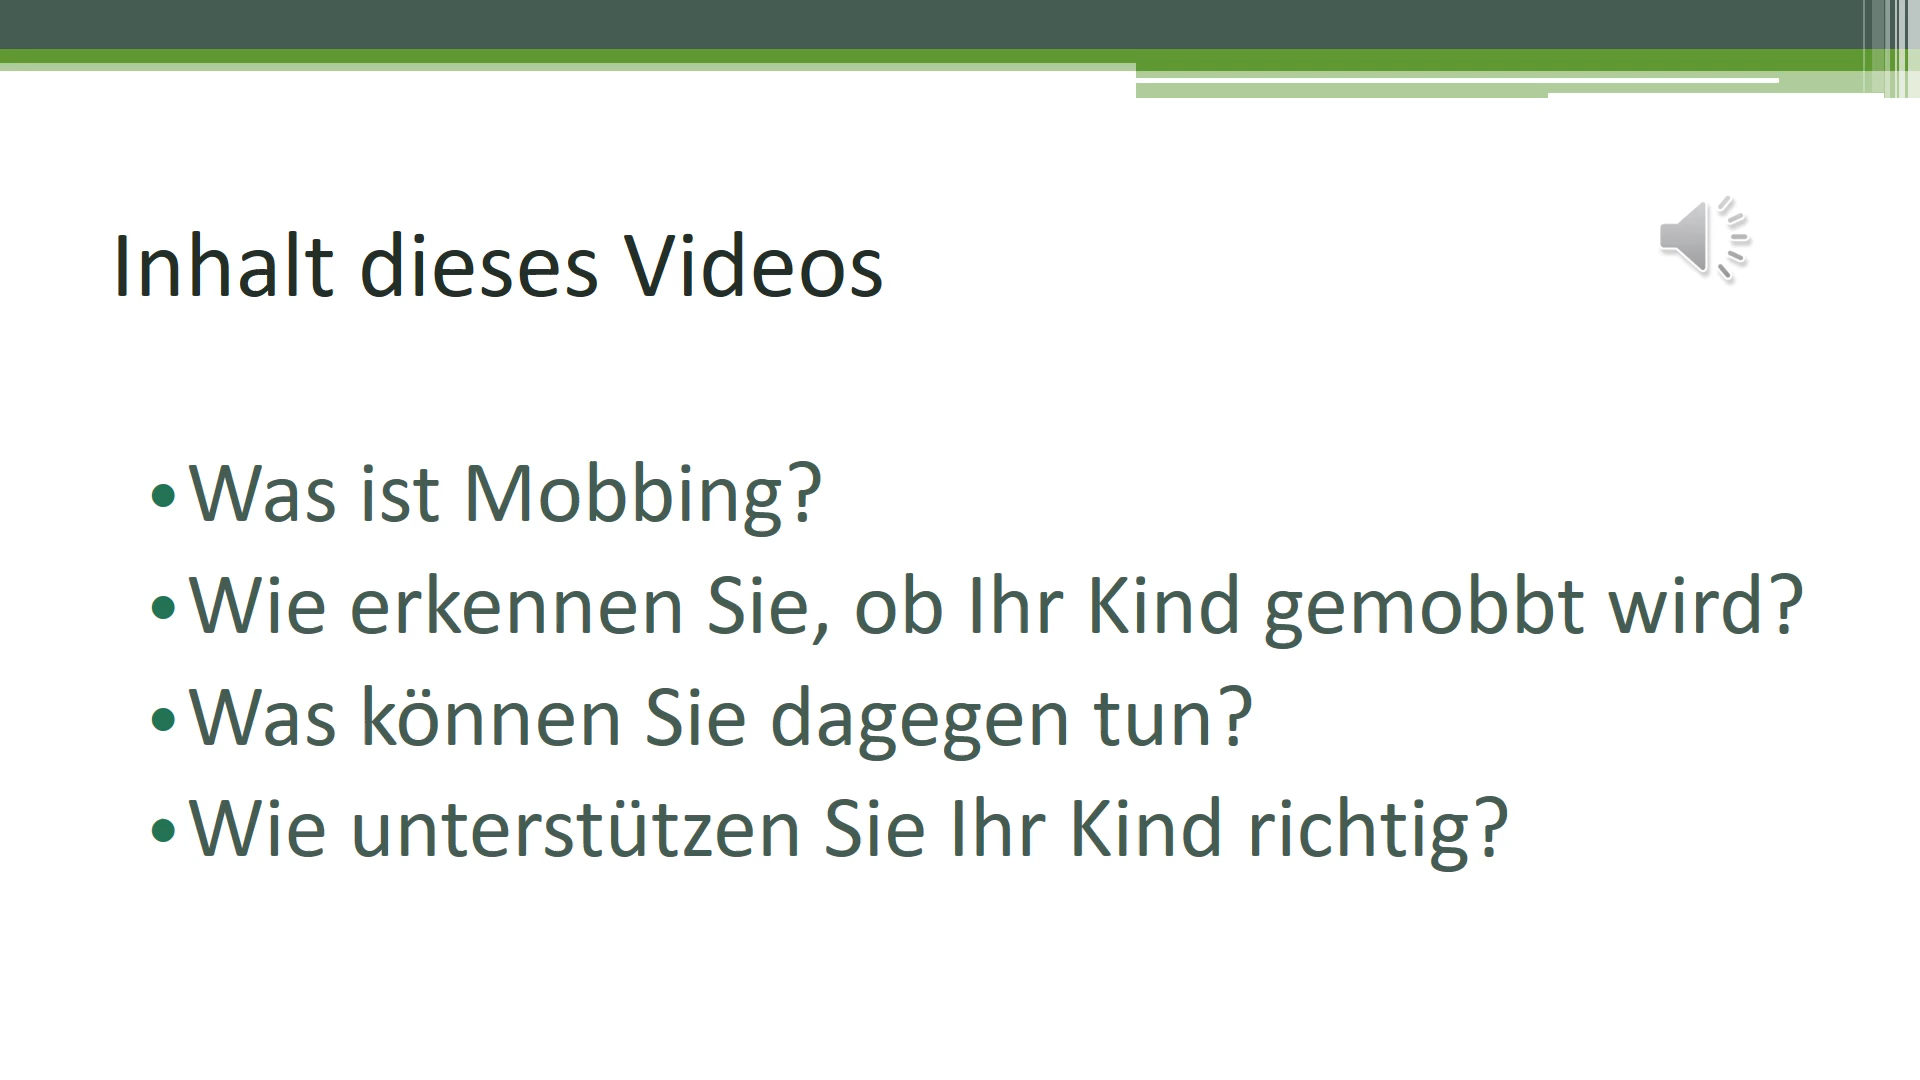 Inhalt dieses Videos
•Was ist Mobbing?
•Wie erkennen Sie, ob Ihr Kind gemobbt wird?
•Was können Sie dagegen tun?
•Wie unterstützen Sie Ihr Kind richtig?